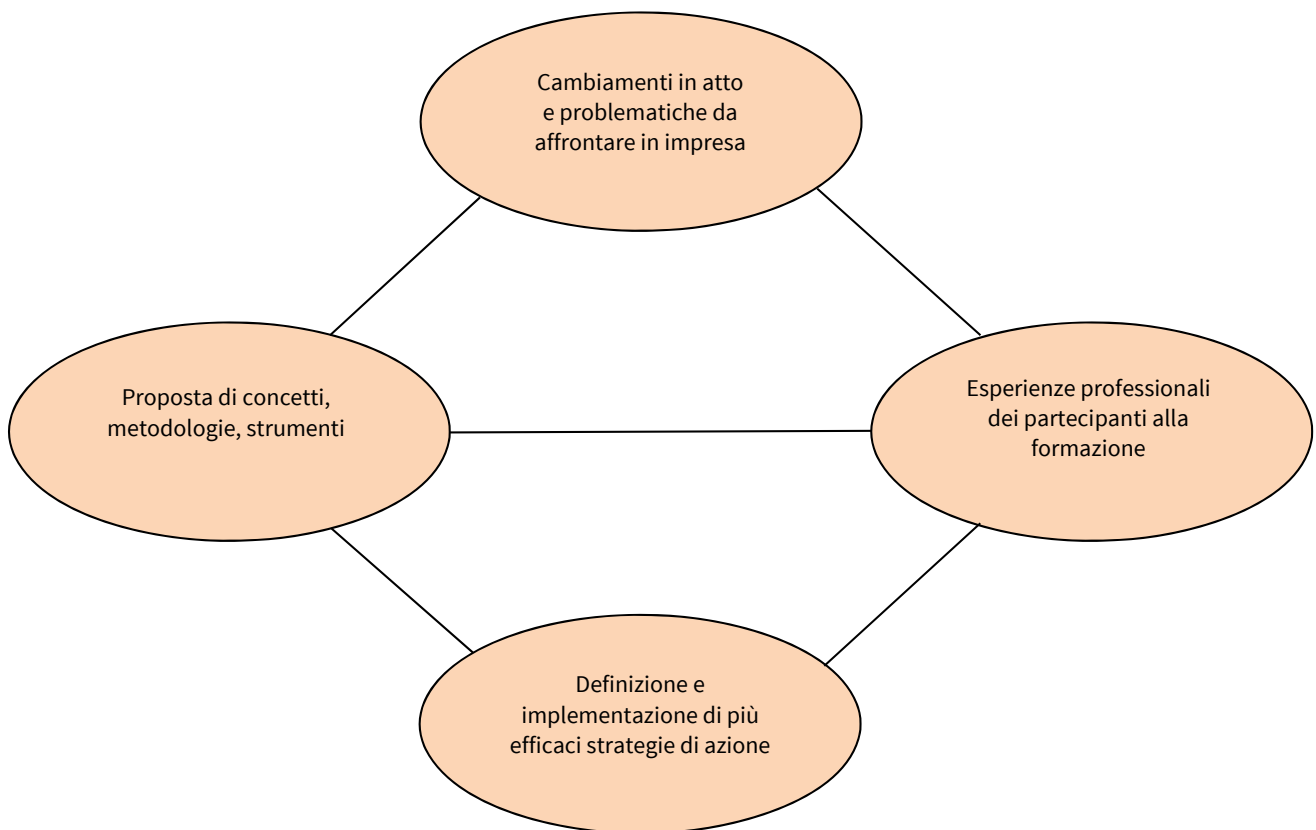 Cambiamenti in atto
e problematiche da
affrontare in impresa
Proposta di concetti,
metodologie, strumenti
Esperienze professionali
dei partecipanti alla
formazione
Definizione e
implementazione di più
efficaci strategie di azione